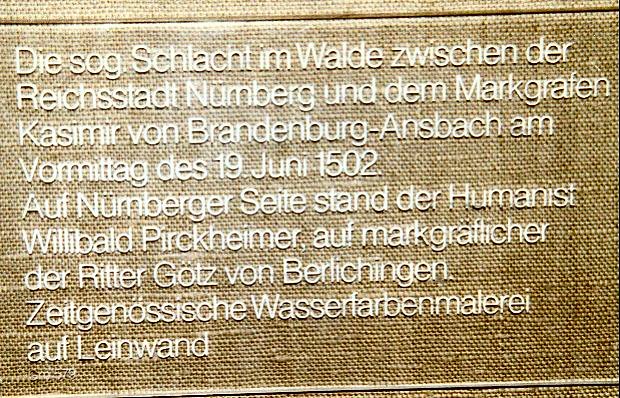 Die sog. Schlacht im Walde zwischen der
Reichsstadt Nürnberg und dem Markgrafen
Kasimir von Brandenburg-Ansbach am
Vormittag des 19. Juni 1502.
Auf Nürnberger Seite stand der Humanist
Willibald Pirckheimer, auf markgräflicher
der Ritter Götz von Berlichingen.
Zeitgenössische Wasserfarbenmalerei
auf Leinwand